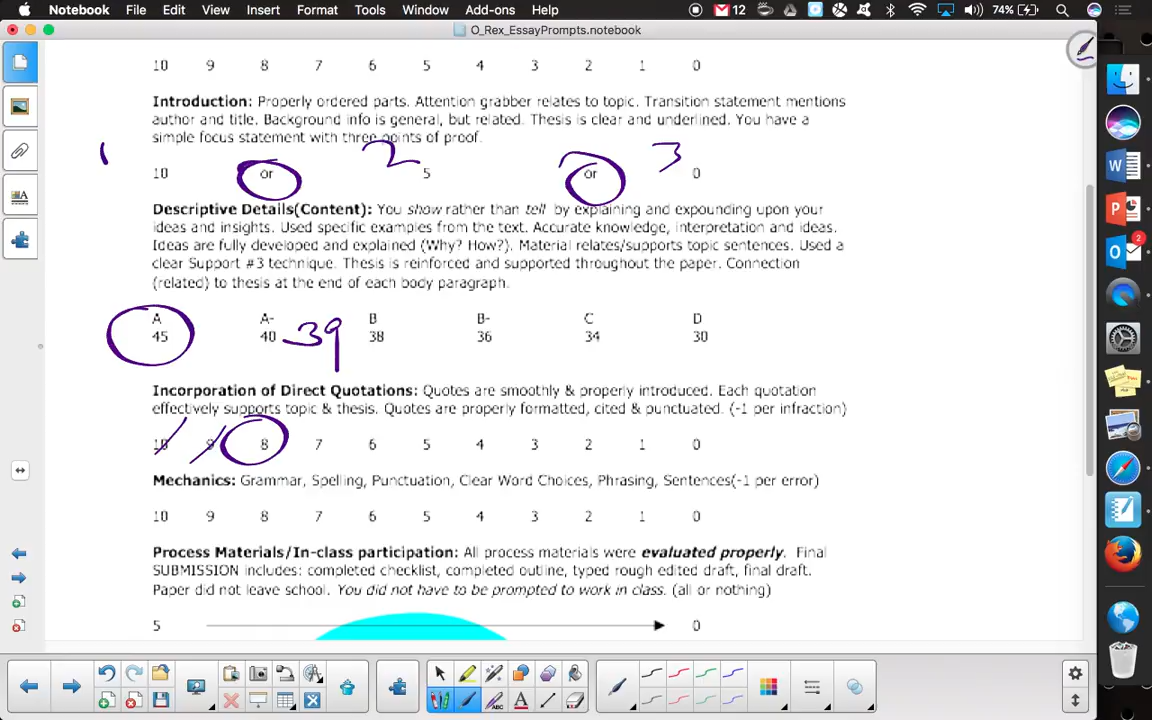 Notebook File Edit View Insert Format Tools Window Add-ons Help 12 74%
O_Rex_EssayPrompts.notebook
10 9 8 7 6 5 4 3 2 1 0
Introduction: Properly ordered parts. Attention grabber relates to topic. Transition statement mentions
author and title. Background info is general, but related. Thesis is clear and underlined. You have a
simple focus statement with three points of proof.
1 2 3
10 or 5 or 0
Descriptive Details(Content): You show rather than tell by explaining and expounding upon your
ideas and insights. Used specific examples from the text. Accurate knowledge, interpretation and ideas.
Ideas are fully developed and explained (Why? How?). Material relates/supports topic sentences. Used a
clear Support #3 technique. Thesis is reinforced and supported throughout the paper. Connection
(related) to thesis at the end of each body paragraph.
A A- B B- C D
45 40 -39 38 36 34 30
Incorporation of Direct Quotations: Quotes are smoothly & properly introduced. Each quotation
effectively supports topic & thesis. Quotes are properly formatted, cited & punctuated. (-1 per infraction)
10 9 8 7 6 5 4 3 2 1 0
Mechanics: Grammar, Spelling, Punctuation, Clear Word Choices, Phrasing, Sentences(-1 per error)
10 9 8 7 6 5 4 3 2 1 0
Process Materials/In-class participation: All process materials were evaluated properly. Final
SUBMISSION includes: completed checklist, completed outline, typed rough edited draft, final draft.
Paper did not leave school. You did not have to be prompted to work in class. (all or nothing)
5 0